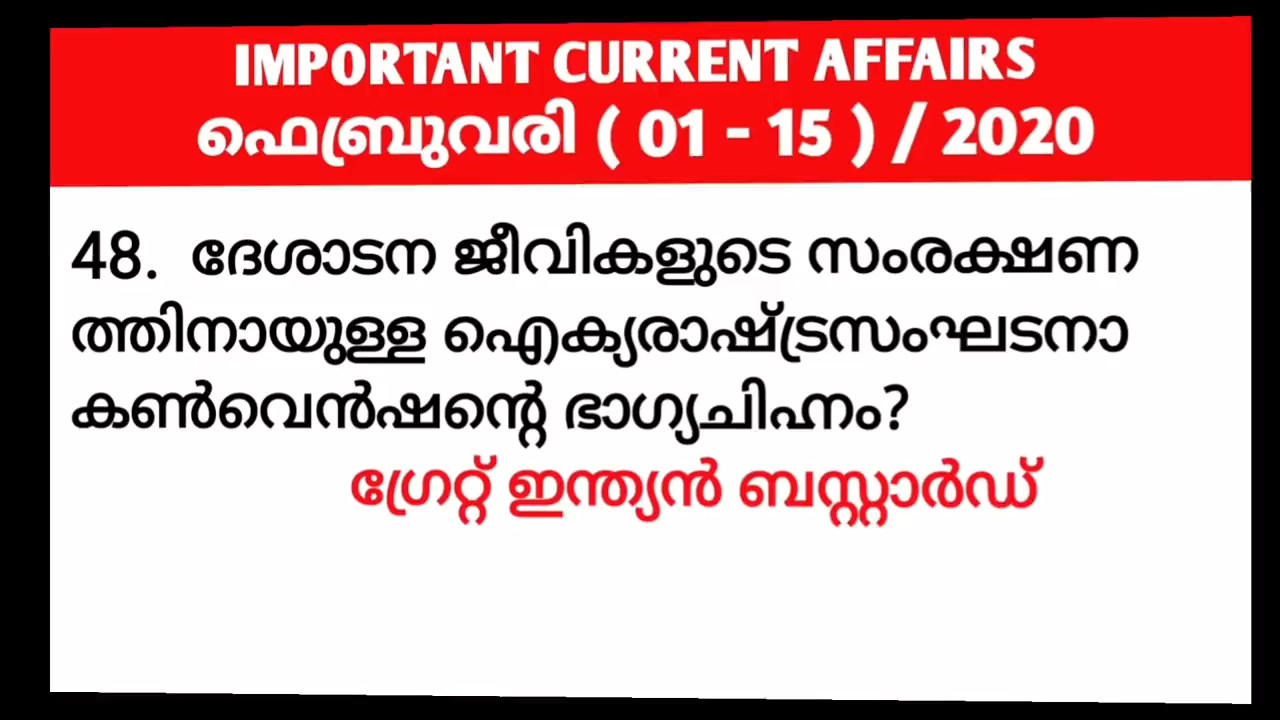 IMPORTANT CURRENT AFFAIRS
ഫെബ്രുവരി ( 01 - 15 ) / 2020
48. ദേശാടന ജീവികളുടെ സംരക്ഷണ
ത്തിനായുള്ള ഐക്യരാഷ്ട്രസംഘടനാ
കൺവെൻഷന്റെ ഭാഗ്യചിഹ്നം?
ഗ്രേറ്റ് ഇന്ത്യൻ ബസ്റ്റാർഡ്